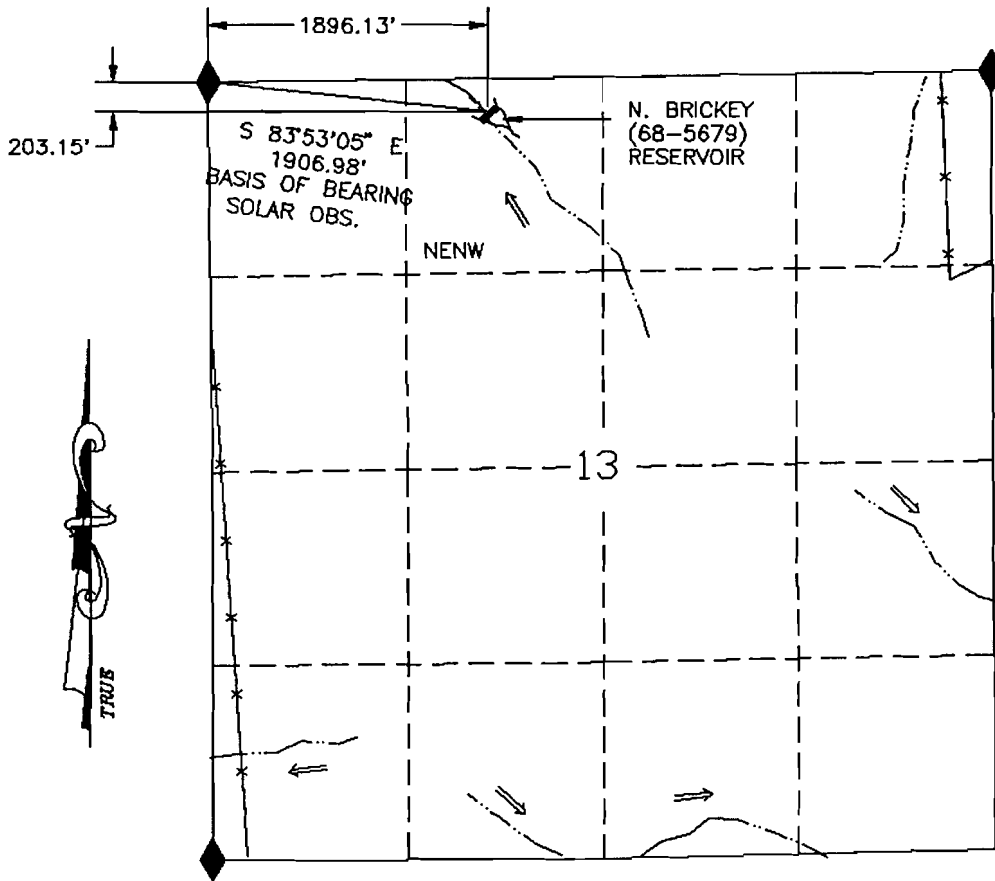 1896.13'
203.15'
S 83°53'05" E
1906.98'
BASIS OF BEARING
SOLAR OBS.
N. BRICKEY
(68-5679)
RESERVOIR
NENW
13
TRUE